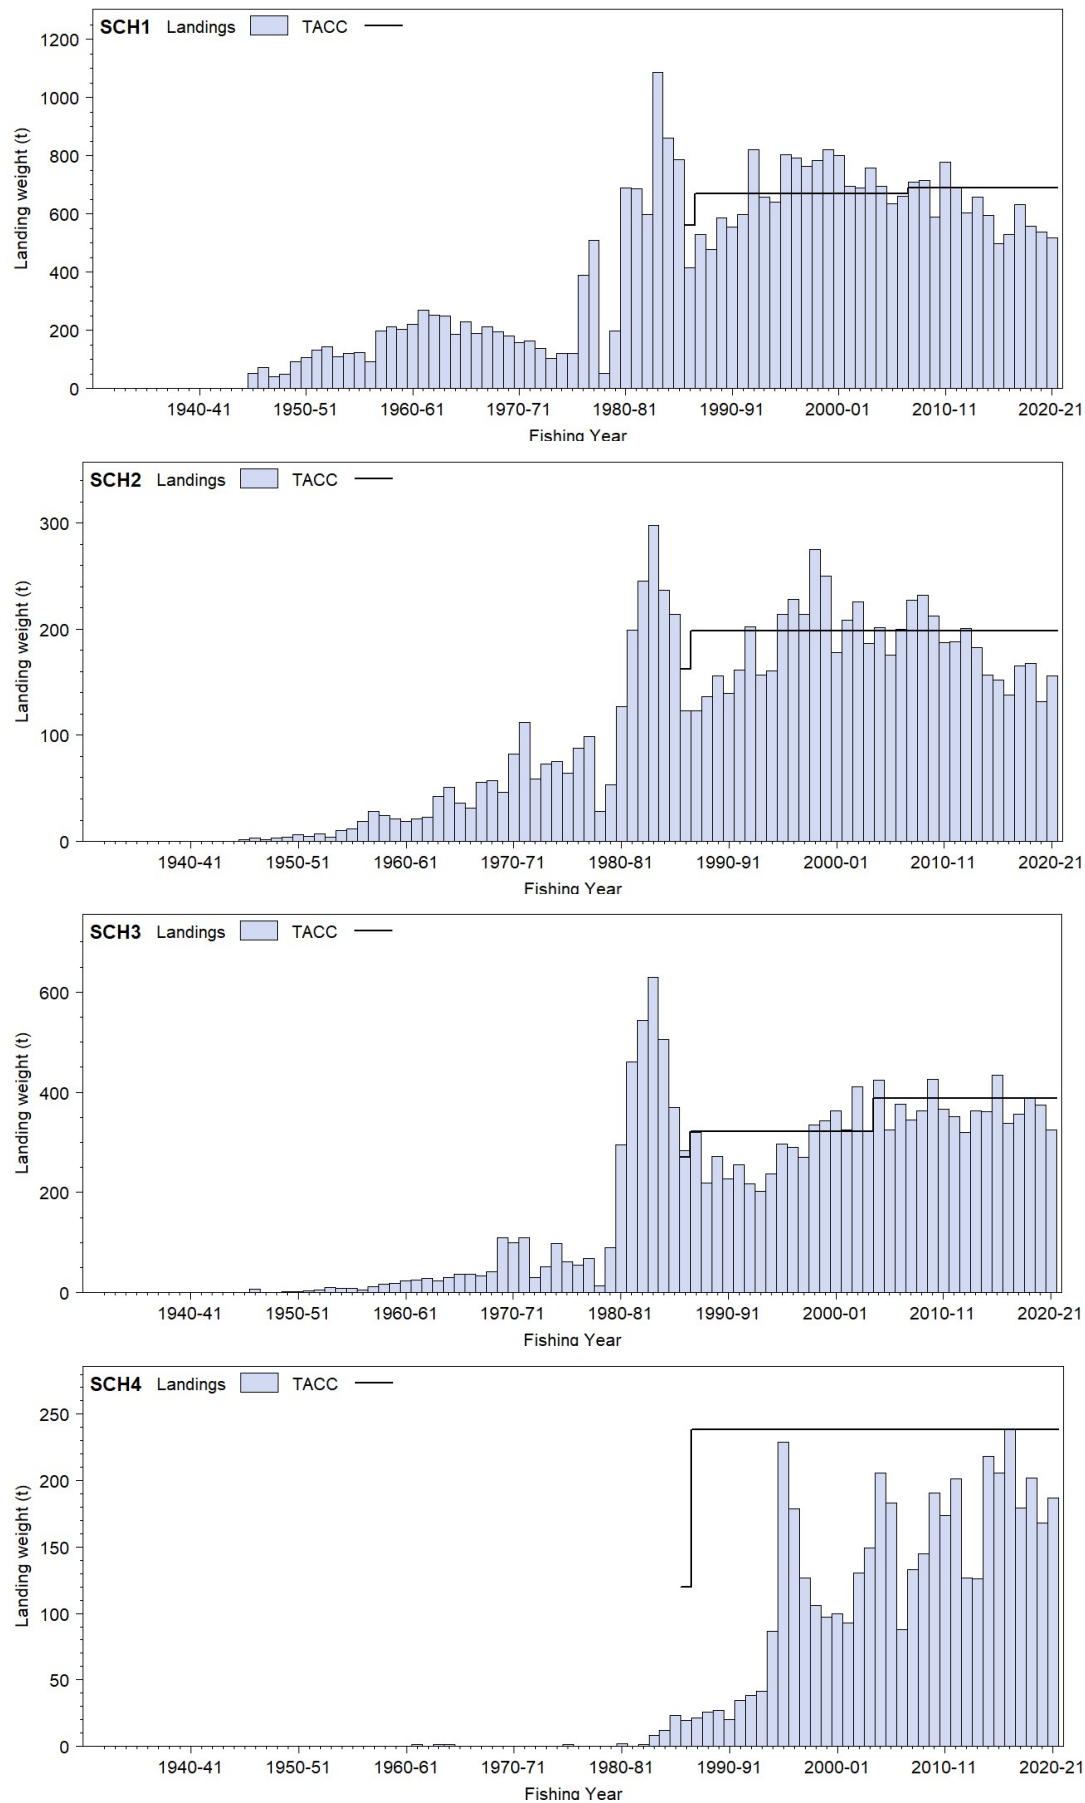 SCH1 Landings TACC
1200
1000
800
600
400
200
0
Landing weight (t)
1940-41 1950-51 1960-61 1970-71 1980-81 1990-91 2000-01 2010-11 2020-21
Fishing Year
SCH2 Landings TACC
300
200
100
0
Landing weight (t)
1940-41 1950-51 1960-61 1970-71 1980-81 1990-91 2000-01 2010-11 2020-21
Fishing Year
SCH3 Landings TACC
600
400
200
0
Landing weight (t)
1940-41 1950-51 1960-61 1970-71 1980-81 1990-91 2000-01 2010-11 2020-21
Fishing Year
SCH4 Landings TACC
250
200
150
100
50
0
Landing weight (t)
1940-41 1950-51 1960-61 1970-71 1980-81 1990-91 2000-01 2010-11 2020-21
Fishing Year